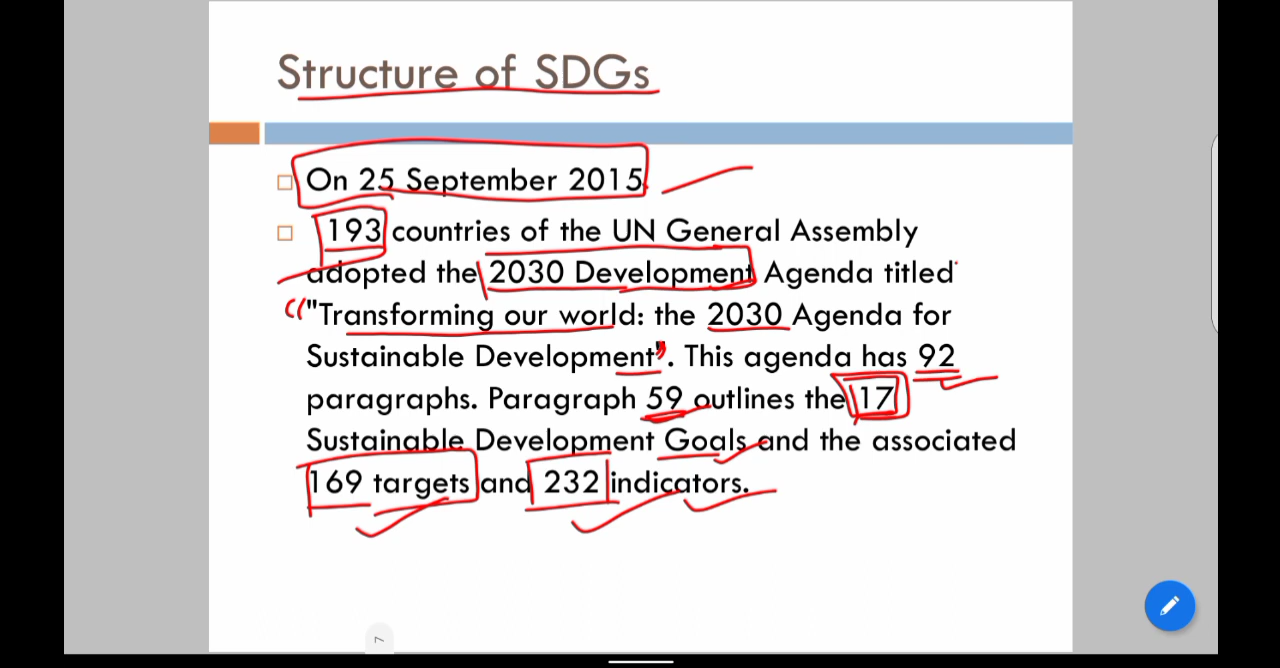 Structure of SDGs
On 25 September 2015
193 countries of the UN General Assembly
adopted the 2030 Development Agenda titled
"Transforming our world: the 2030 Agenda for
Sustainable Development". This agenda has 92
paragraphs. Paragraph 59 outlines the 17
Sustainable Development Goals and the associated
169 targets and 232 indicators.
7